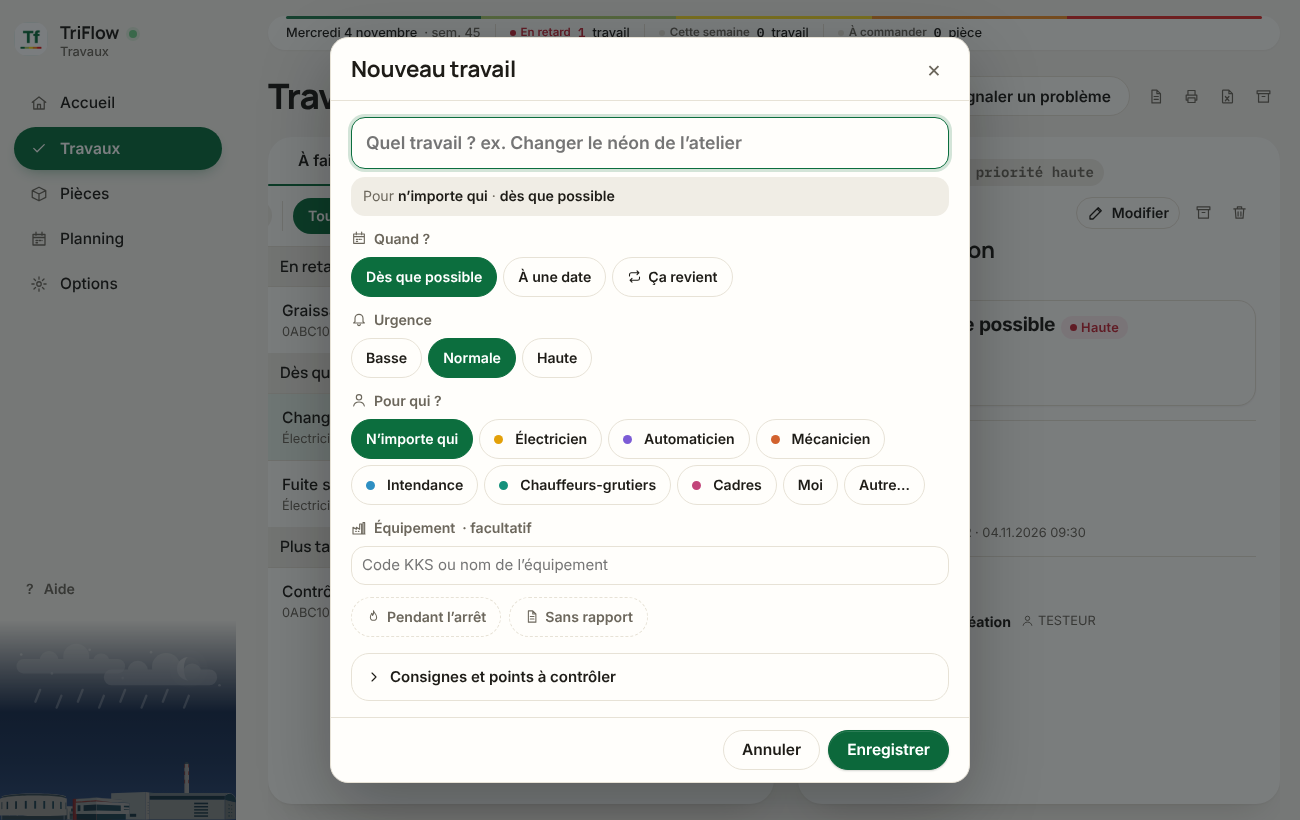 Tf TriFlow
Travaux
Accueil
Travaux
Pièces
Planning
Options
? Aide
Mercredi 4 novembre · sem. 45
En retard 1 travail
Cette semaine 0 travail
À commander 0 pièce
Nouveau travail
Quel travail ? ex. Changer le néon de l’atelier
Pour n’importe qui · dès que possible
Quand ?
Dès que possible
À une date
Ça revient
Urgence
Basse
Normale
Haute
Pour qui ?
N’importe qui
Électricien
Automaticien
Mécanicien
Intendance
Chauffeurs-grutiers
Cadres
Moi
Autre…
Équipement · facultatif
Code KKS ou nom de l’équipement
Pendant l’arrêt
Sans rapport
Consignes et points à contrôler
Annuler
Enregistrer
Trav
gnaler un problème
À fai
Tou
En reta
Graiss
0ABC10
Dès qu
Chang
Électrici
Fuite s
Électrici
Plus ta
Contrô
0ABC10
priorité haute
Modifier
on
possible
Haute
· 04.11.2026 09:30
éation
TESTEUR